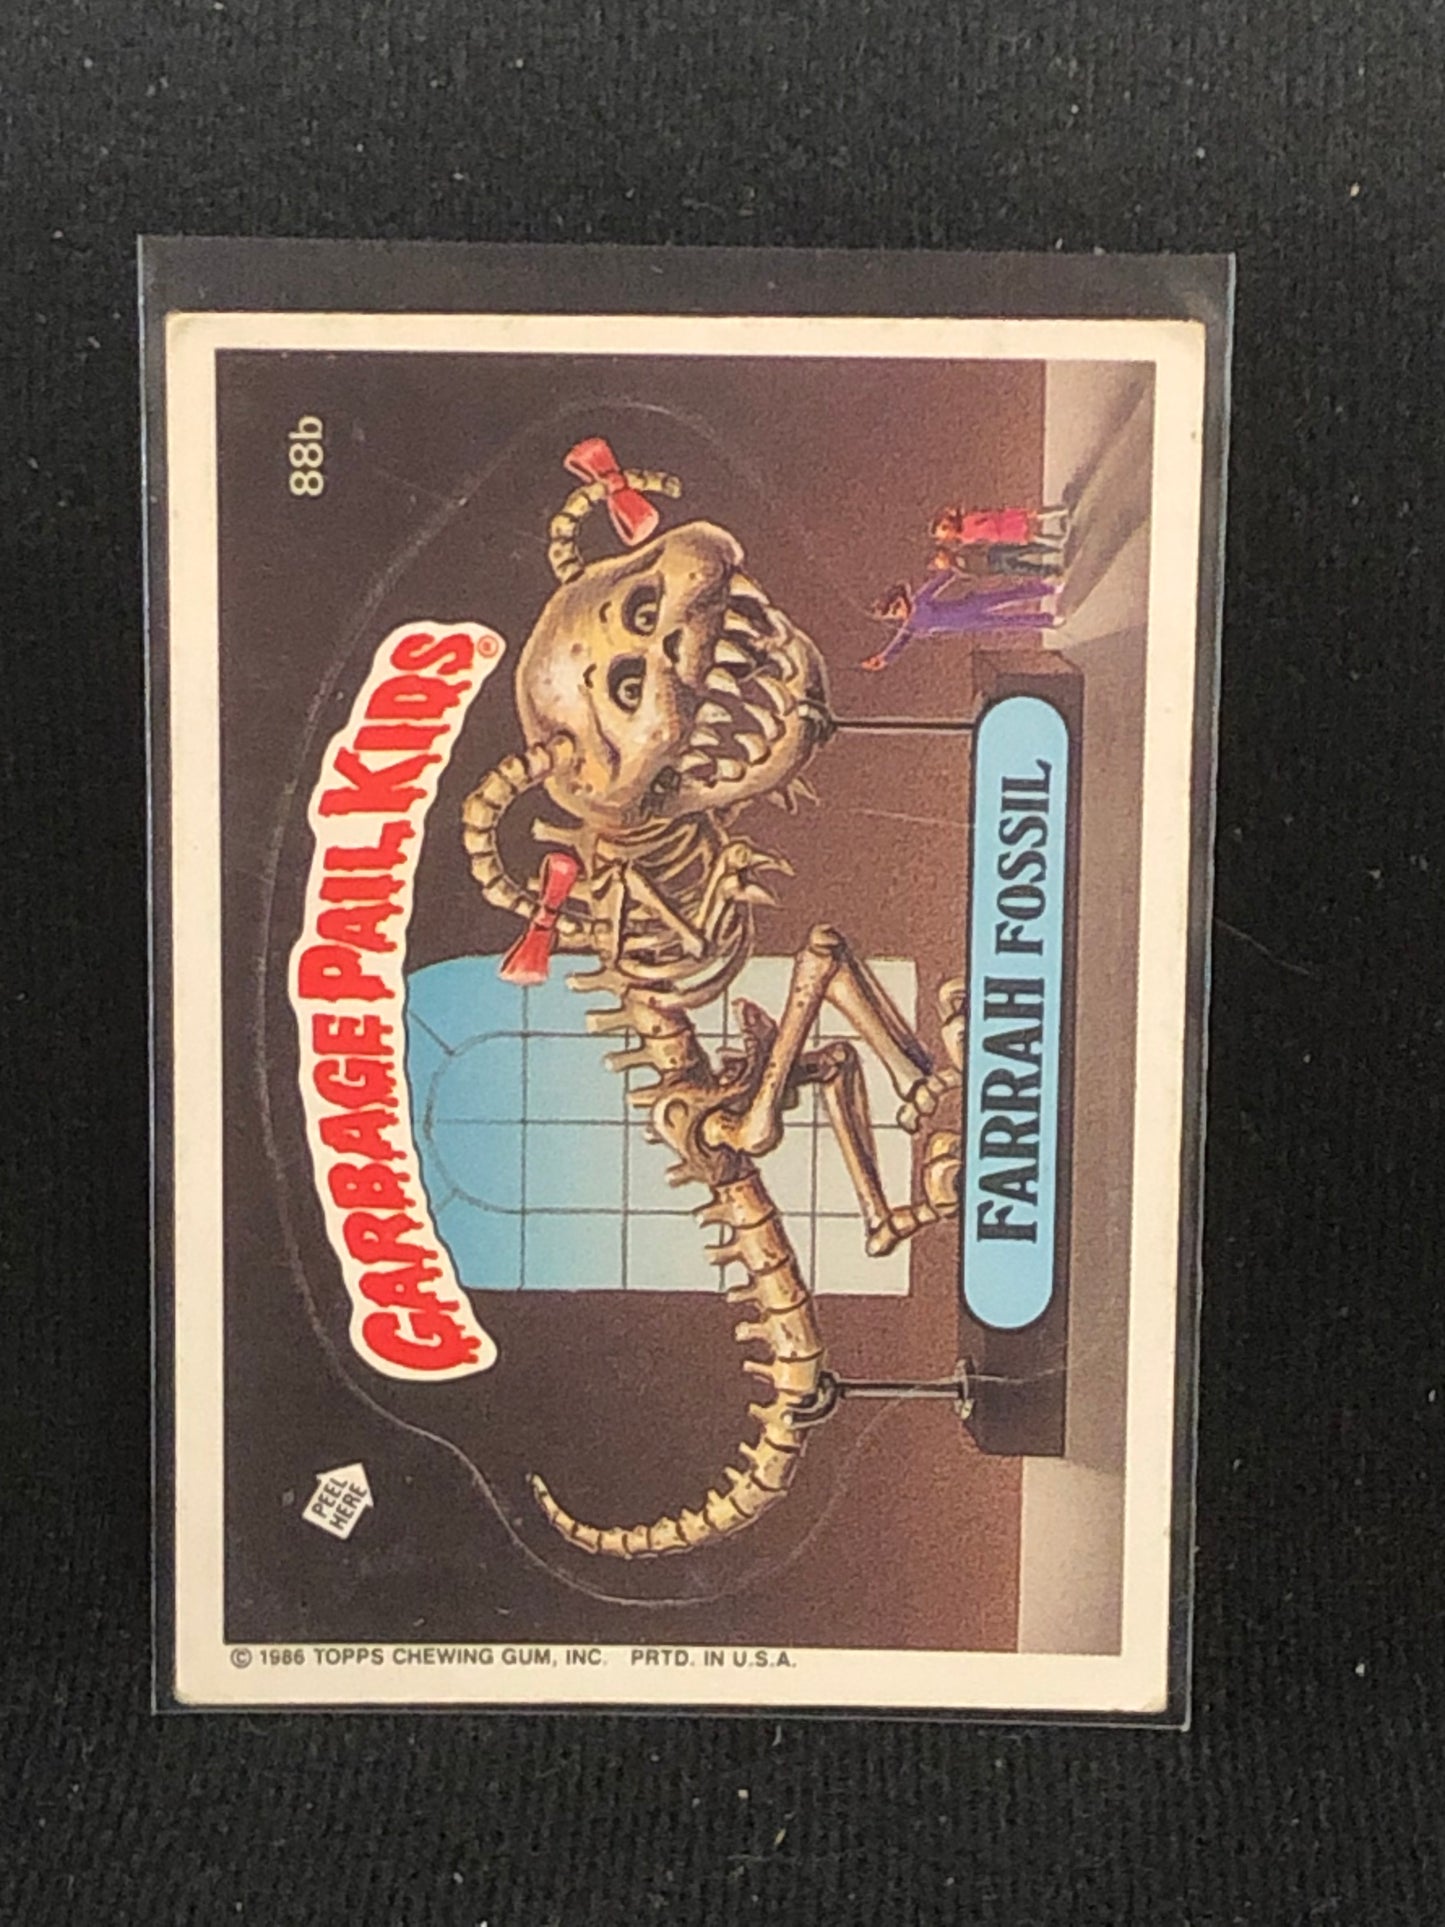 88b
GARBAGE PAIL KIDS®
PEEL
HERE
FARRAH FOSSIL
© 1986 TOPPS CHEWING GUM, INC. PRTD. IN U.S.A.